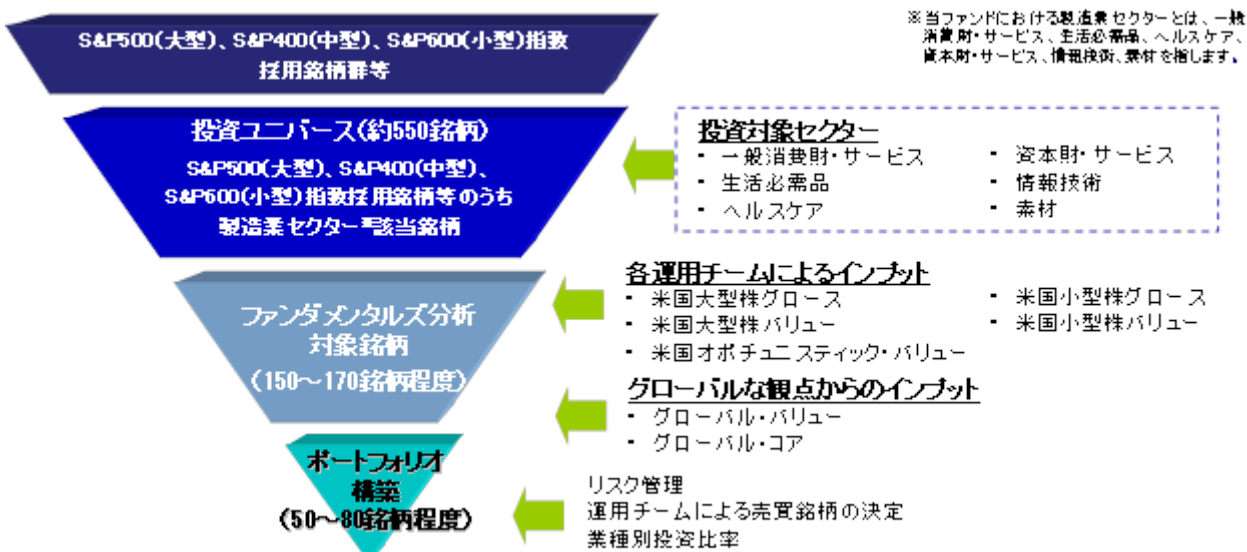 S&P500(大型)、S&P400(中型)、S&P600(小型)指数
採用銘柄群等
※当ファンドにおける製造業セクターとは、一般
消費財・サービス、生活必需品、ヘルスケア、
資本財・サービス、情報技術、素材を指します。
投資ユニバース(約550銘柄)
S&P500(大型)、S&P400(中型)、
S&P600(小型)指数採用銘柄等のうち
製造業セクター※該当銘柄
投資対象セクター
・ 一般消費財・サービス
・ 生活必需品
・ ヘルスケア
・ 資本財・サービス
・ 情報技術
・ 素材
ファンダメンタルズ分析
対象銘柄
(150～170銘柄程度)
各運用チームによるインプット
・ 米国大型株グロース
・ 米国大型株バリュー
・ 米国オポチュニスティック・バリュー
・ 米国小型株グロース
・ 米国小型株バリュー
グローバルな観点からのインプット
・ グローバル・バリュー
・ グローバル・コア
ポートフォリオ
構築
(50～80銘柄程度)
リスク管理
運用チームによる売買銘柄の決定
業種別投資比率